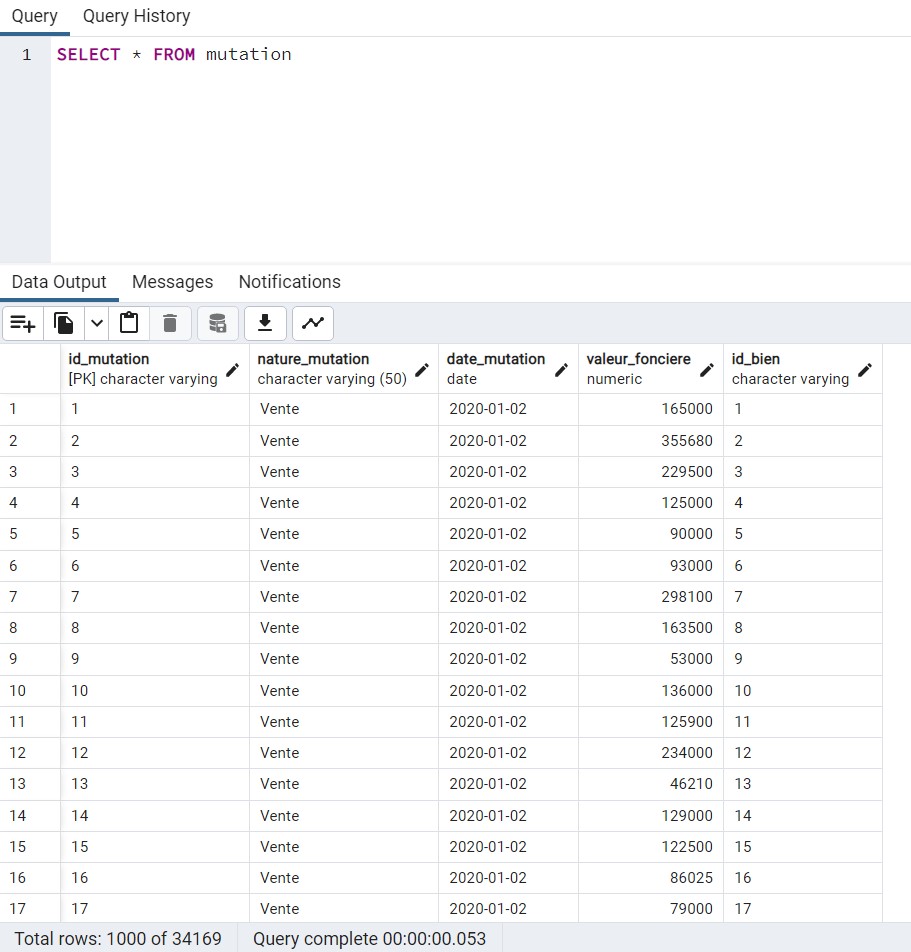 Query Query History
1 SELECT * FROM mutation
Data Output Messages Notifications
id_mutation nature_mutation date_mutation valeur_fonciere id_bien
[PK] character varying character varying (50) date numeric character varying
1 1 Vente 2020-01-02 165000 1
2 2 Vente 2020-01-02 355680 2
3 3 Vente 2020-01-02 229500 3
4 4 Vente 2020-01-02 125000 4
5 5 Vente 2020-01-02 90000 5
6 6 Vente 2020-01-02 93000 6
7 7 Vente 2020-01-02 298100 7
8 8 Vente 2020-01-02 163500 8
9 9 Vente 2020-01-02 53000 9
10 10 Vente 2020-01-02 136000 10
11 11 Vente 2020-01-02 125900 11
12 12 Vente 2020-01-02 234000 12
13 13 Vente 2020-01-02 46210 13
14 14 Vente 2020-01-02 129000 14
15 15 Vente 2020-01-02 122500 15
16 16 Vente 2020-01-02 86025 16
17 17 Vente 2020-01-02 79000 17
Total rows: 1000 of 34169 Query complete 00:00:00.053